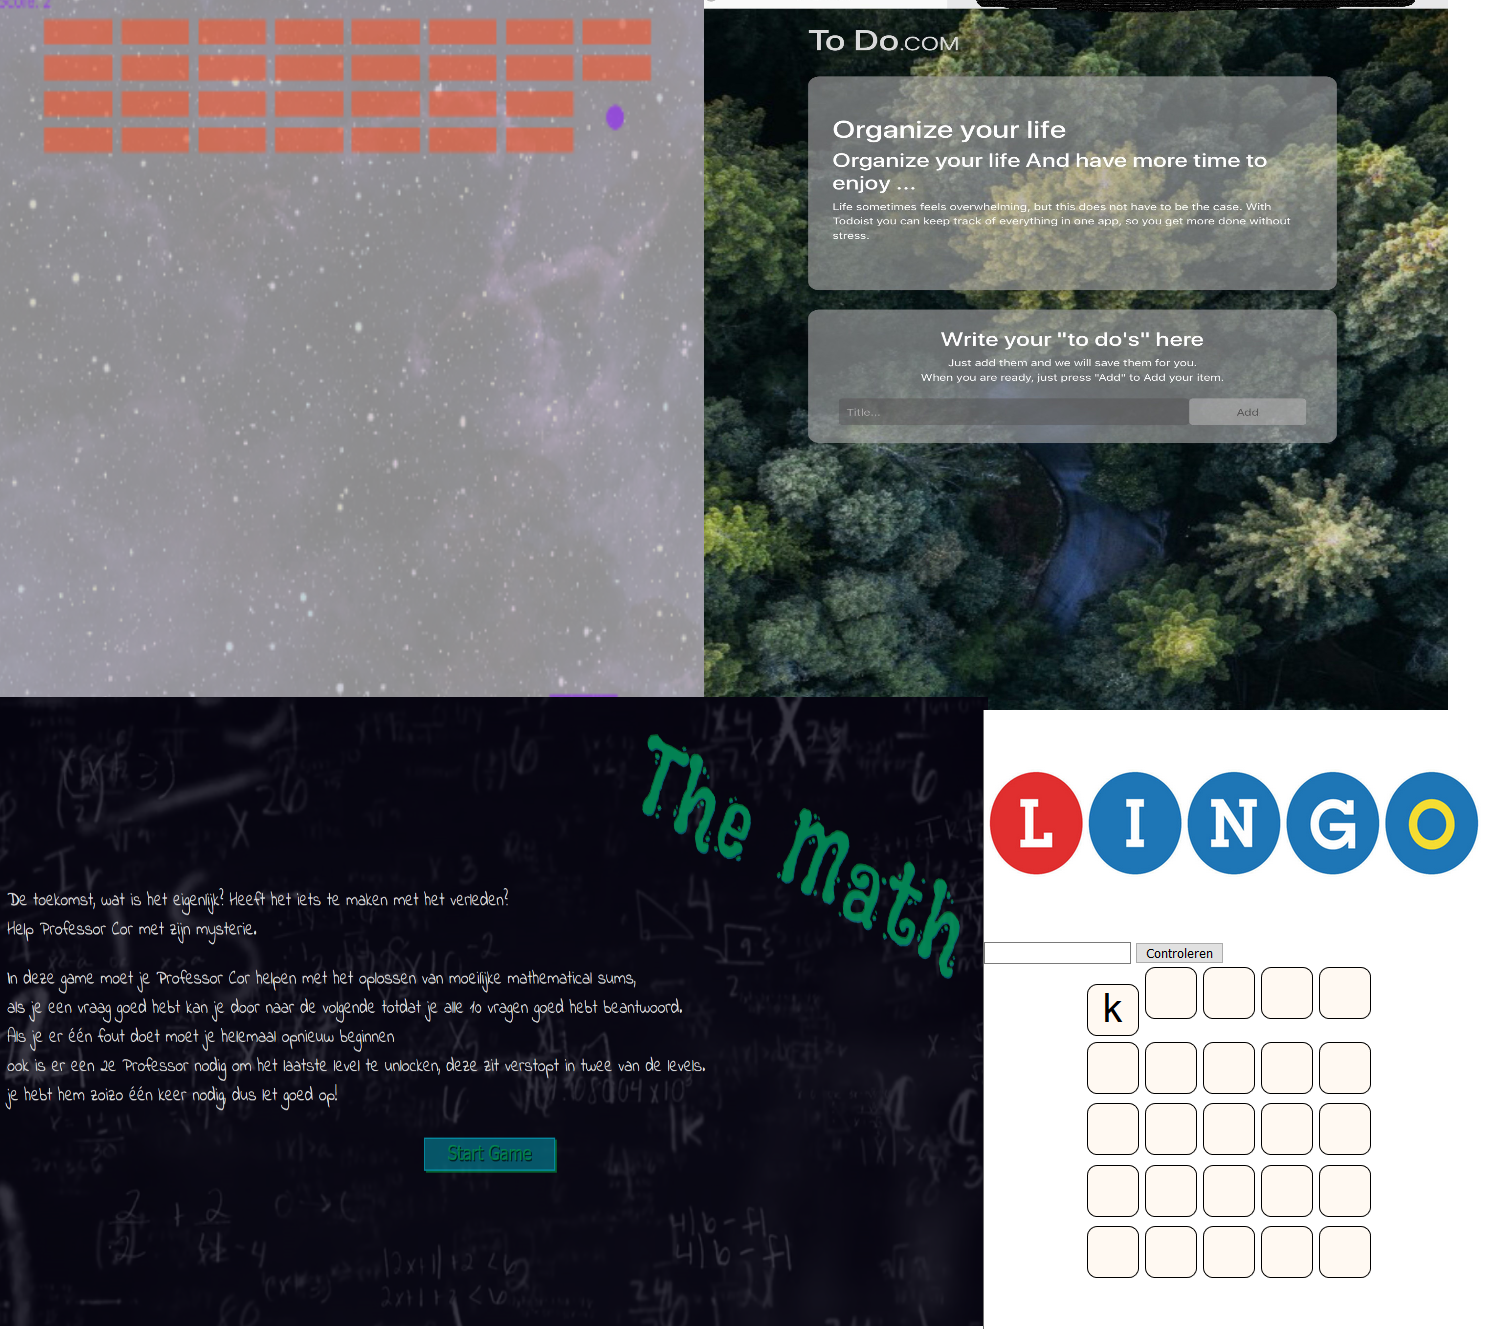 Score: 2
To Do.COM
Organize your life
Organize your life And have more time to
enjoy ...
Life sometimes feels overwhelming, but this does not have to be the case. With
Todoist you can keep track of everything in one app, so you get more done without
stress.
Write your "to do's" here
Just add them and we will save them for you.
When you are ready, just press "Add" to Add your item.
Title...
Add
The Math
De toekomst, wat is het eigenlijk? Heeft het iets te maken met het verleden?
Help Professor Cor met zijn mysterie.
In deze game moet je Professor Cor helpen met het oplossen van moeilijke mathematical sums,
als je een vraag goed hebt kan je door naar de volgende totdat je alle 10 vragen goed hebt beantwoord.
Als je er één fout doet moet je helemaal opnieuw beginnen
ook is er een 2e Professor nodig om het laatste level te unlocken, deze zit verstopt in twee van de levels.
je hebt hem zoizo één keer nodig, dus let goed op!
Start Game
LINGO
Controleren
k